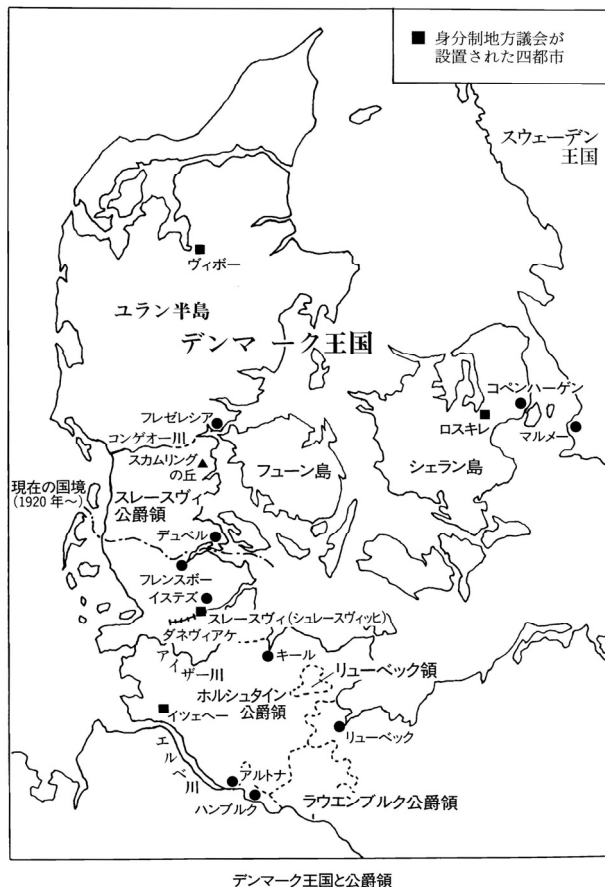 ■ 身分制地方議会が
設置された四都市
スウェーデン
王国
ヴィボー
ユラン半島
デンマーク王国
コペンハーゲン
フレゼレシア
ロスキレ
マルメー
コンゲオー川
スカムリング
の丘
フューン島
シェラン島
現在の国境
(1920年～)
スレースヴィ
公爵領
デュベル
フレンスボー
イステズ
スレースヴィ(シュレースヴィッヒ)
ダネヴィアケ
アイザー川
キール
リューベック領
ホルシュタイン
公爵領
イツェヘー
リューベック
エルベ川
アルトナ
ハンブルク
ラウエンブルク公爵領
デンマーク王国と公爵領